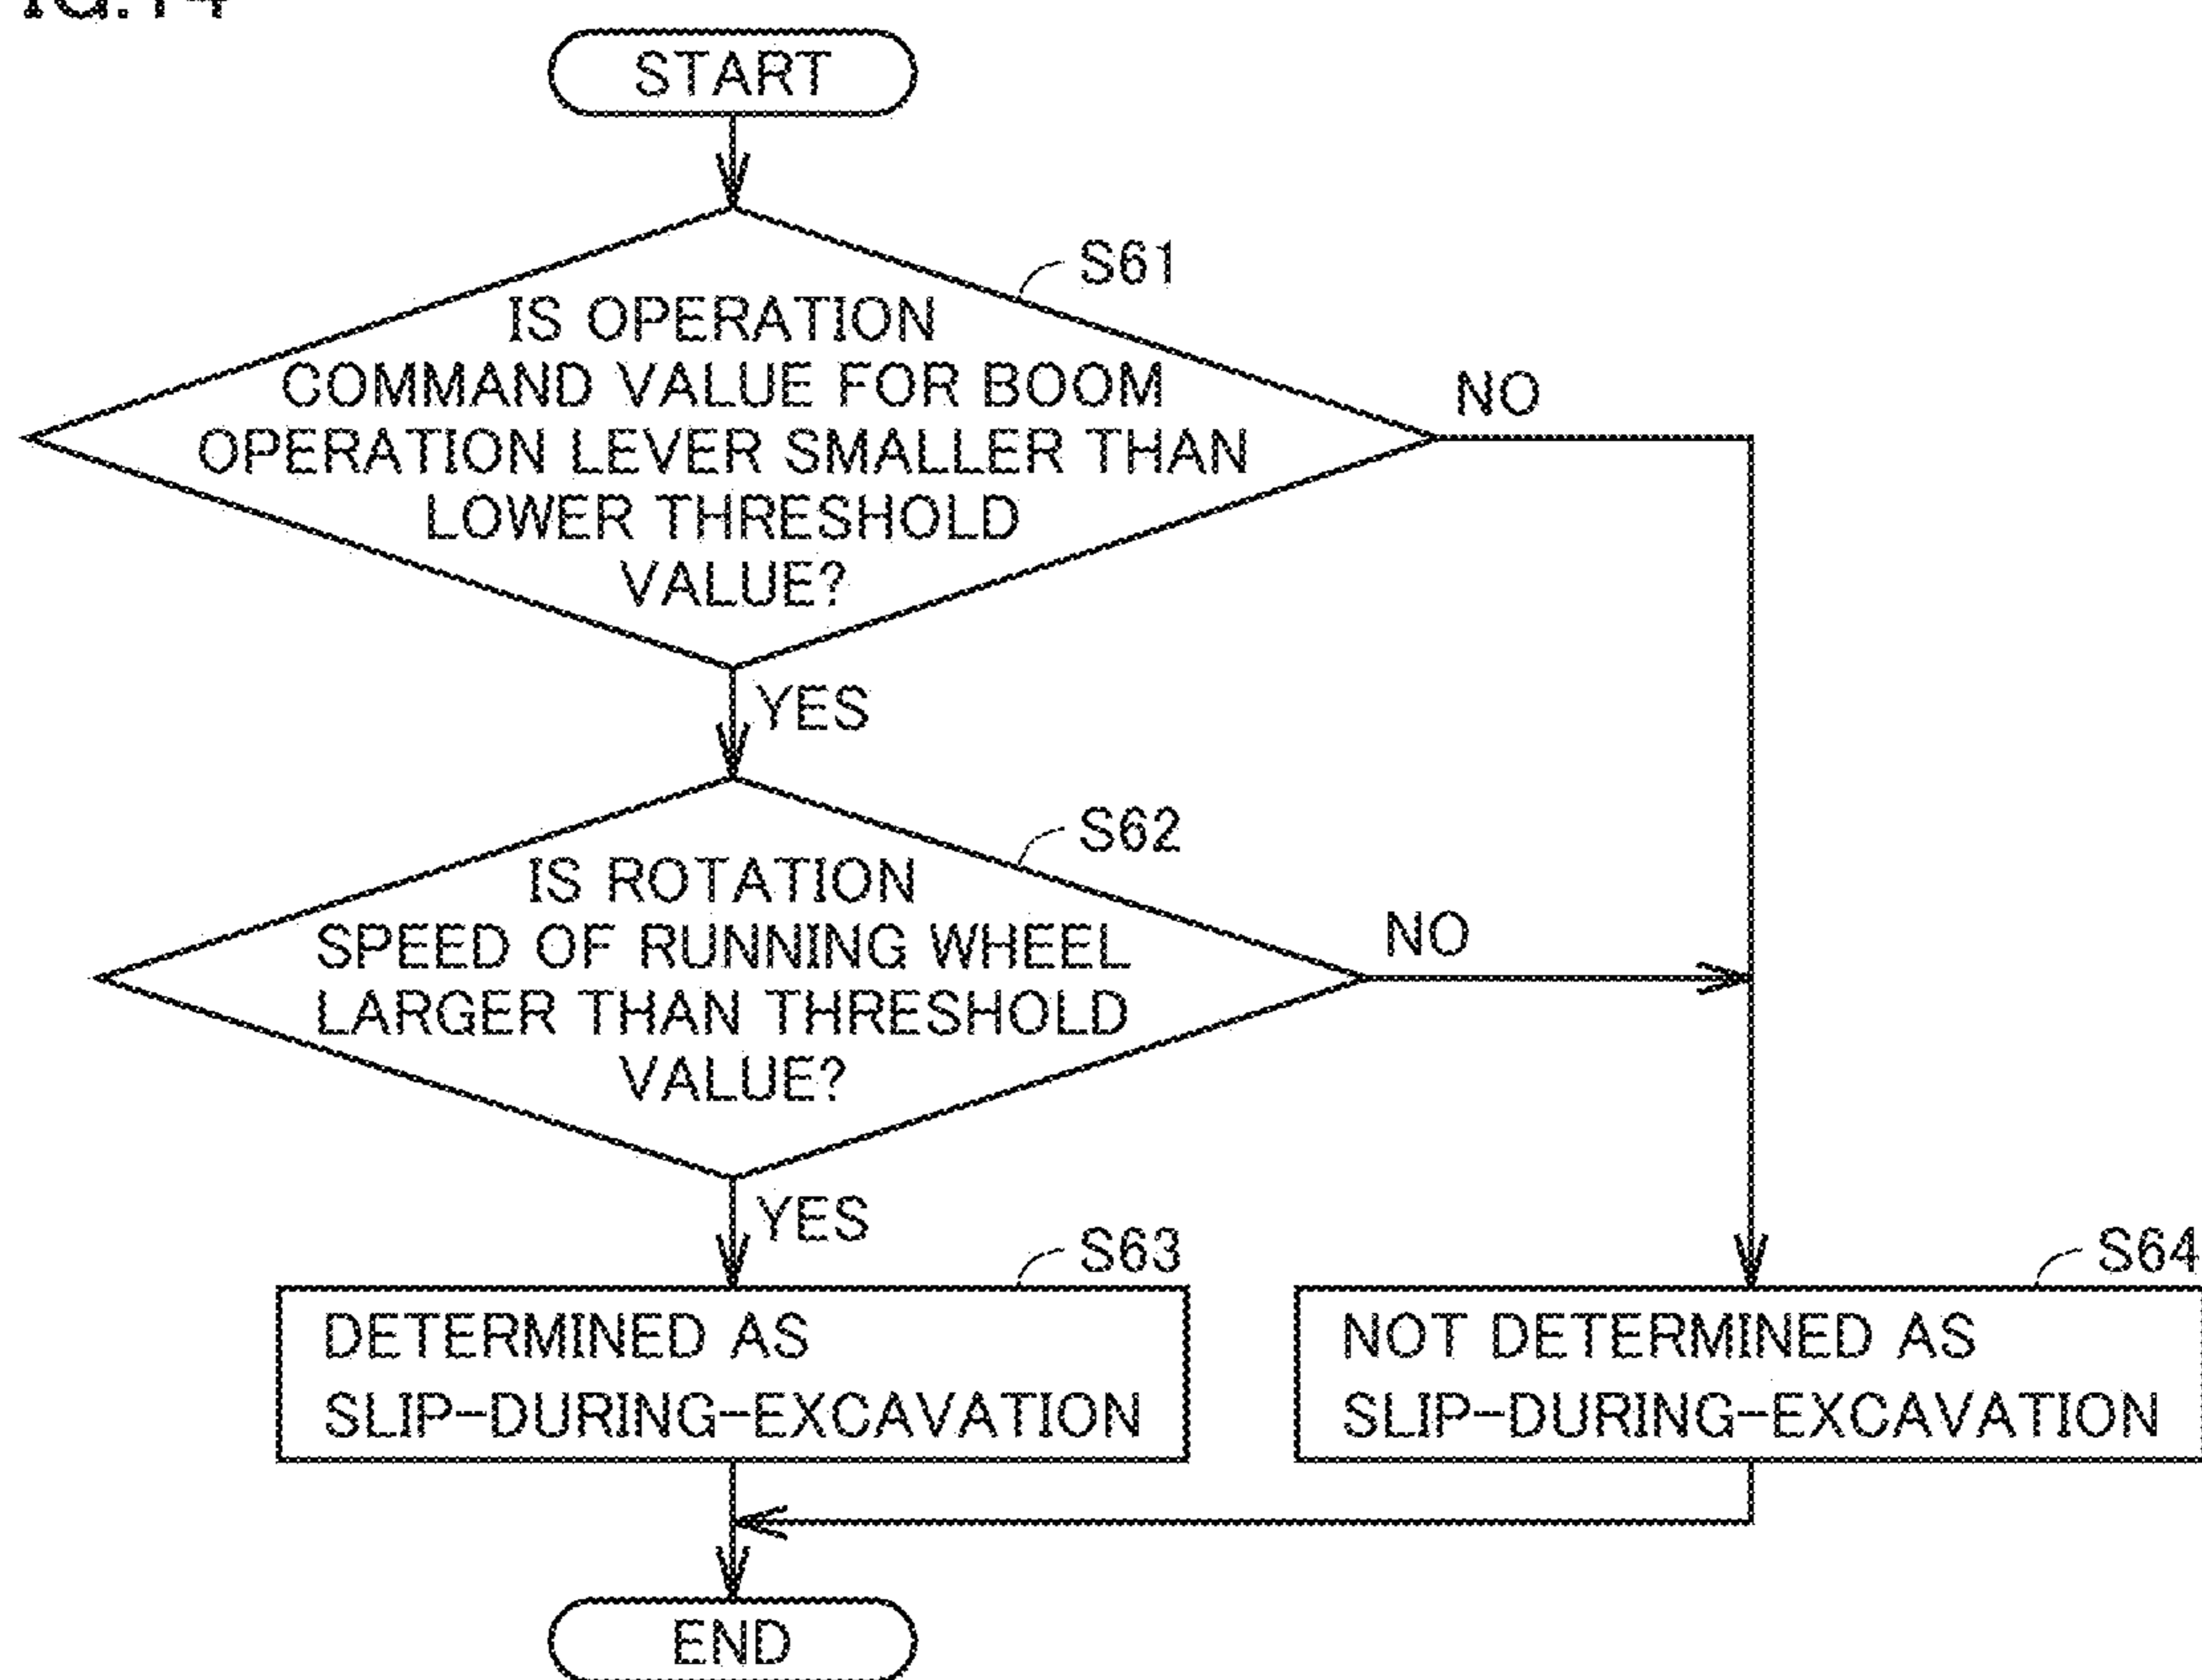 START
S61
IS OPERATION
COMMAND VALUE FOR BOOM
OPERATION LEVER SMALLER THAN
LOWER THRESHOLD
VALUE?
NO
YES
S62
IS ROTATION
SPEED OF RUNNING WHEEL
LARGER THAN THRESHOLD
VALUE?
NO
YES
S63
DETERMINED AS
SLIP-DURING-EXCAVATION
S64
NOT DETERMINED AS
SLIP-DURING-EXCAVATION
END